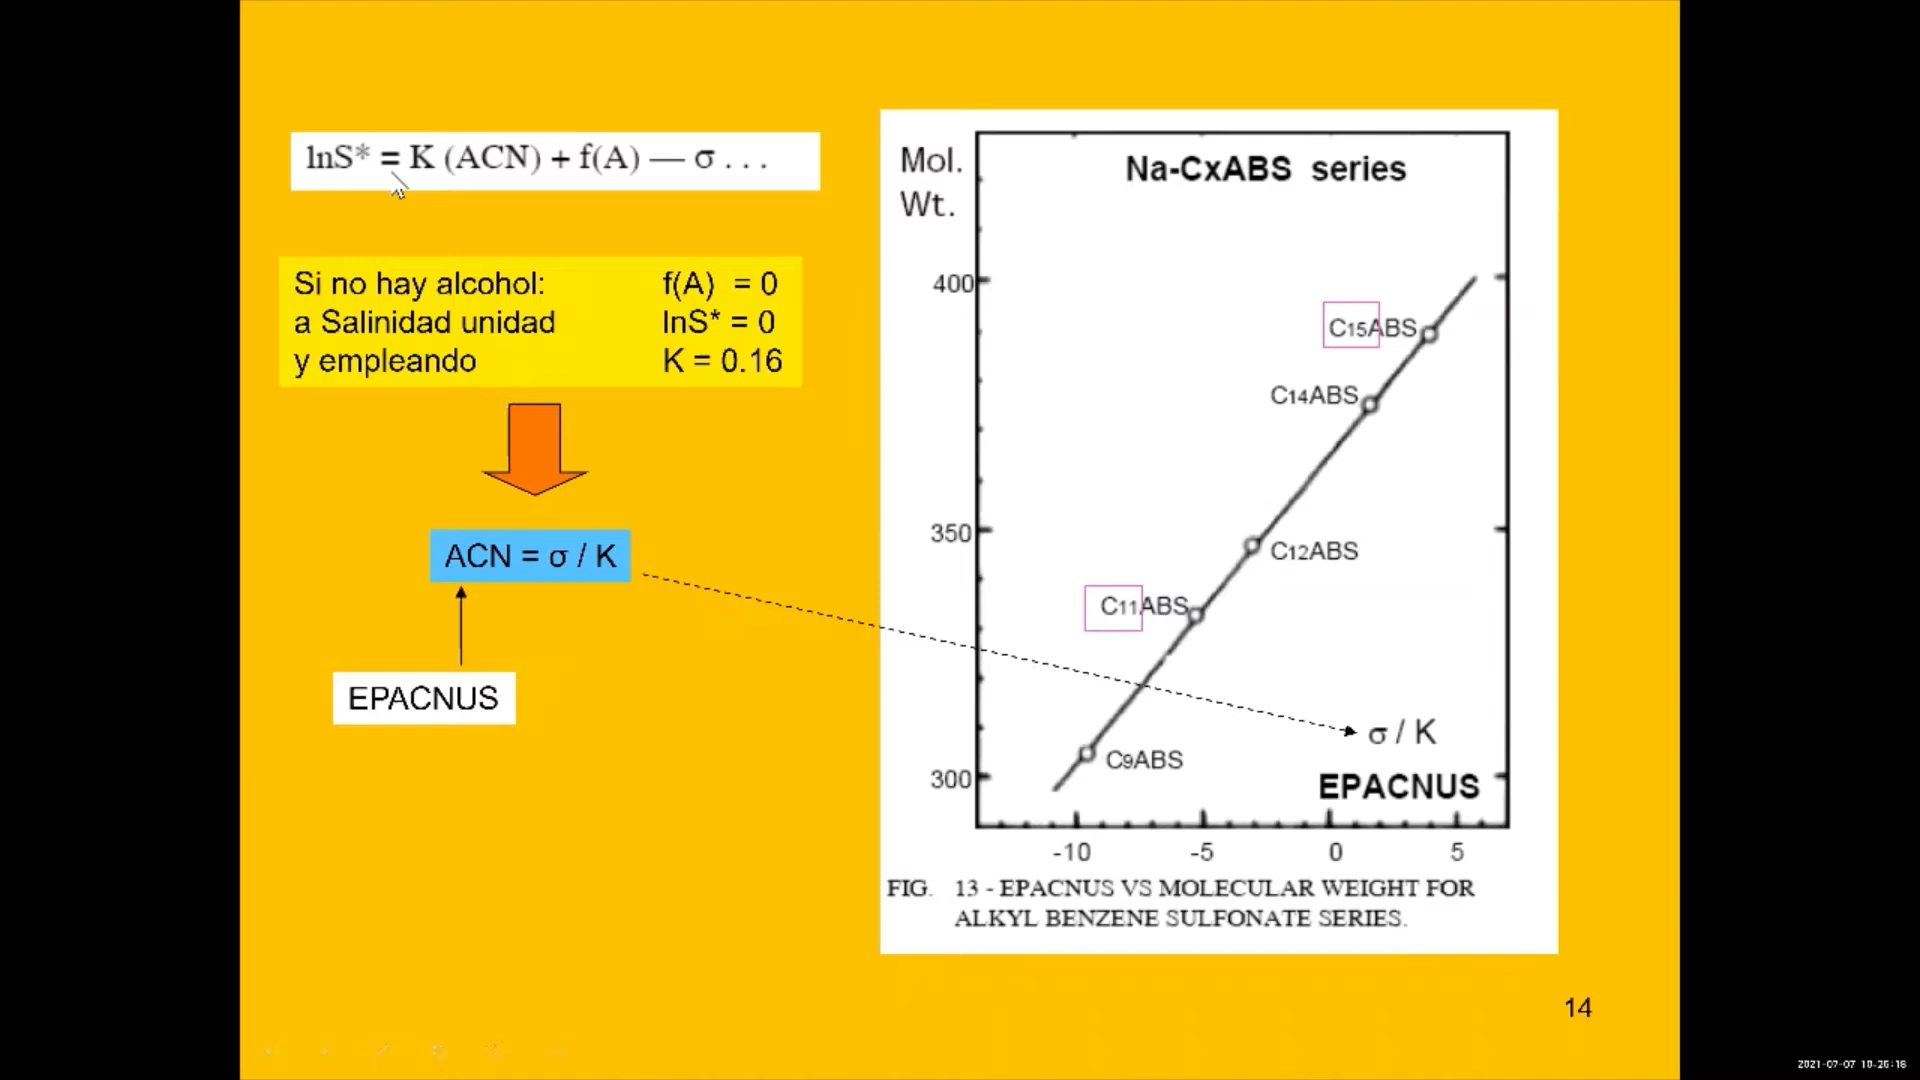 lnS* = K (ACN) + f(A) — σ . . .
Si no hay alcohol: f(A) = 0
a Salinidad unidad lnS* = 0
y empleando K = 0.16
ACN = σ / K
EPACNUS
Mol.
Wt.
Na-CxABS series
400
C15ABS
C14ABS
350
C12ABS
C11ABS
σ / K
C9ABS
300
EPACNUS
-10 -5 0 5
FIG. 13 - EPACNUS VS MOLECULAR WEIGHT FOR
ALKYL BENZENE SULFONATE SERIES.
14
2021-07-07 10:26:16